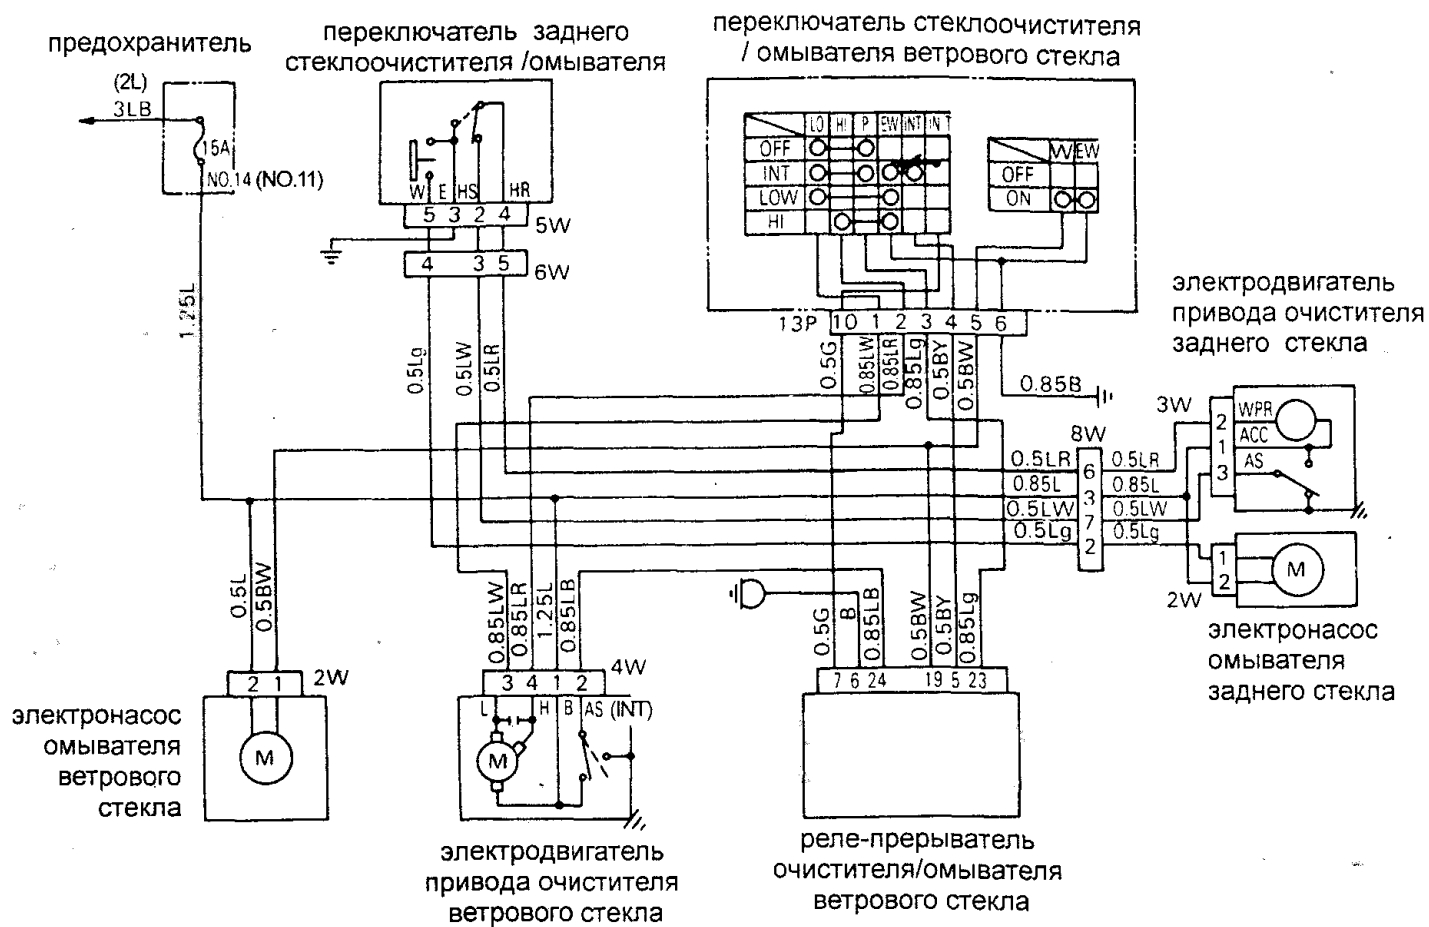 предохранитель
(2L)
3LB
15A
NO.14 (NO.11)
1.25L
переключатель заднего
стеклоочистителя /омывателя
W E HS HR
5 3 2 4
5W
4 3 5
6W
0.5Lg
0.5LW
0.5LR
переключатель стеклоочистителя
/ омывателя ветрового стекла
LO HI P EW INT INT
OFF
INT
LOW
HI
W EW
OFF
ON
13P 10 1 2 3 4 5 6
0.5G
0.85LW
0.85LR
0.85Lg
0.5BY
0.5BW
0.85B
электродвигатель
привода очистителя
заднего стекла
3W
2 WPR
1 ACC
3 AS
8W
0.5LR 6 0.5LR
0.85L 3 0.85L
0.5LW 7 0.5LW
0.5Lg 2 0.5Lg
1
2
M
2W
электронасос
омывателя
заднего стекла
0.5L
0.5BW
2 1 2W
M
электронасос
омывателя
ветрового
стекла
0.85LW
0.85LR
1.25L
0.85LB
3 4 1 2
4W
L H B AS (INT)
M
электродвигатель
привода очистителя
ветрового стекла
0.5G
B
0.85LB
0.5BW
0.5BY
0.85Lg
7 6 24 19 5 23
реле-прерыватель
очистителя/омывателя
ветрового стекла